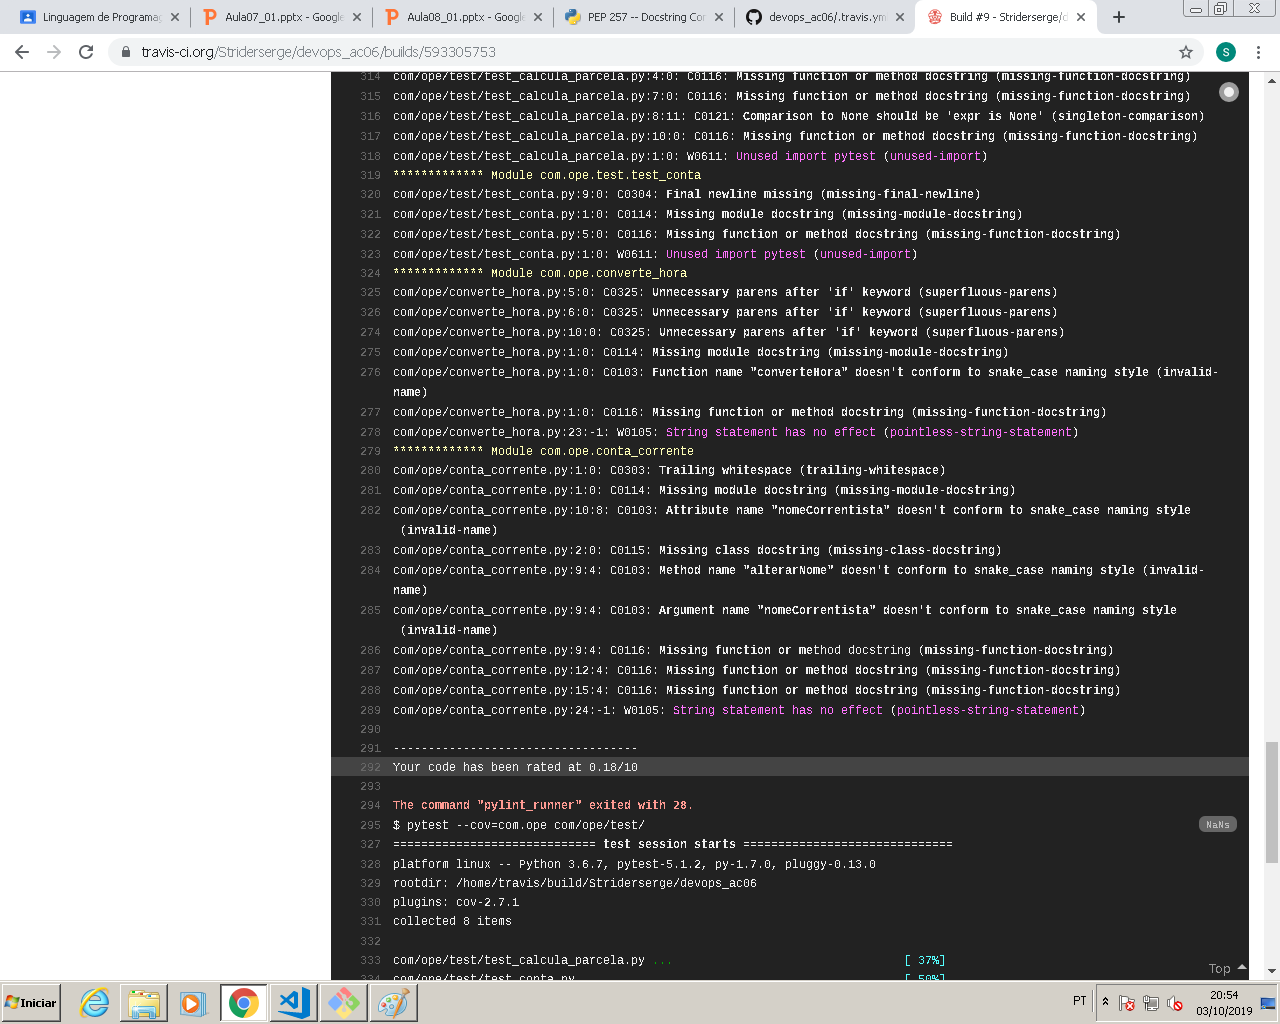 Linguagem de Programa
Aula07_01.pptx - Google
Aula08_01.pptx - Google
PEP 257 -- Docstring Con
devops_ac06/.travis.yml
Build #9 - Striderserge/d
travis-ci.org/Striderserge/devops_ac06/builds/593305753
S
314 com/ope/test/test_calcula_parcela.py:4:0: C0116: Missing function or method docstring (missing-function-docstring)
315 com/ope/test/test_calcula_parcela.py:7:0: C0116: Missing function or method docstring (missing-function-docstring)
316 com/ope/test/test_calcula_parcela.py:8:11: C0121: Comparison to None should be 'expr is None' (singleton-comparison)
317 com/ope/test/test_calcula_parcela.py:10:0: C0116: Missing function or method docstring (missing-function-docstring)
318 com/ope/test/test_calcula_parcela.py:1:0: W0611: Unused import pytest (unused-import)
319 ************* Module com.ope.test.test_conta
320 com/ope/test/test_conta.py:9:0: C0304: Final newline missing (missing-final-newline)
321 com/ope/test/test_conta.py:1:0: C0114: Missing module docstring (missing-module-docstring)
322 com/ope/test/test_conta.py:5:0: C0116: Missing function or method docstring (missing-function-docstring)
323 com/ope/test/test_conta.py:1:0: W0611: Unused import pytest (unused-import)
324 ************* Module com.ope.converte_hora
325 com/ope/converte_hora.py:5:0: C0325: Unnecessary parens after 'if' keyword (superfluous-parens)
326 com/ope/converte_hora.py:6:0: C0325: Unnecessary parens after 'if' keyword (superfluous-parens)
274 com/ope/converte_hora.py:10:0: C0325: Unnecessary parens after 'if' keyword (superfluous-parens)
275 com/ope/converte_hora.py:1:0: C0114: Missing module docstring (missing-module-docstring)
276 com/ope/converte_hora.py:1:0: C0103: Function name "converteHora" doesn't conform to snake_case naming style (invalid-
name)
277 com/ope/converte_hora.py:1:0: C0116: Missing function or method docstring (missing-function-docstring)
278 com/ope/converte_hora.py:23:-1: W0105: String statement has no effect (pointless-string-statement)
279 ************* Module com.ope.conta_corrente
280 com/ope/conta_corrente.py:1:0: C0303: Trailing whitespace (trailing-whitespace)
281 com/ope/conta_corrente.py:1:0: C0114: Missing module docstring (missing-module-docstring)
282 com/ope/conta_corrente.py:10:8: C0103: Attribute name "nomeCorrentista" doesn't conform to snake_case naming style
(invalid-name)
283 com/ope/conta_corrente.py:2:0: C0115: Missing class docstring (missing-class-docstring)
284 com/ope/conta_corrente.py:9:4: C0103: Method name "alterarNome" doesn't conform to snake_case naming style (invalid-
name)
285 com/ope/conta_corrente.py:9:4: C0103: Argument name "nomeCorrentista" doesn't conform to snake_case naming style
(invalid-name)
286 com/ope/conta_corrente.py:9:4: C0116: Missing function or method docstring (missing-function-docstring)
287 com/ope/conta_corrente.py:12:4: C0116: Missing function or method docstring (missing-function-docstring)
288 com/ope/conta_corrente.py:15:4: C0116: Missing function or method docstring (missing-function-docstring)
289 com/ope/conta_corrente.py:24:-1: W0105: String statement has no effect (pointless-string-statement)
290
291 -----------------------------------
292 Your code has been rated at 0.18/10
293
294 The command "pylint_runner" exited with 28.
295 $ pytest --cov=com.ope com/ope/test/ NaNs
327 ============================= test session starts ==============================
328 platform linux -- Python 3.6.7, pytest-5.1.2, py-1.7.0, pluggy-0.13.0
329 rootdir: /home/travis/build/Striderserge/devops_ac06
330 plugins: cov-2.7.1
331 collected 8 items
332
333 com/ope/test/test_calcula_parcela.py ... [ 37%]
334 com/ope/test/test_conta.py [ 50%]
Top
Iniciar
PT
20:54
03/10/2019